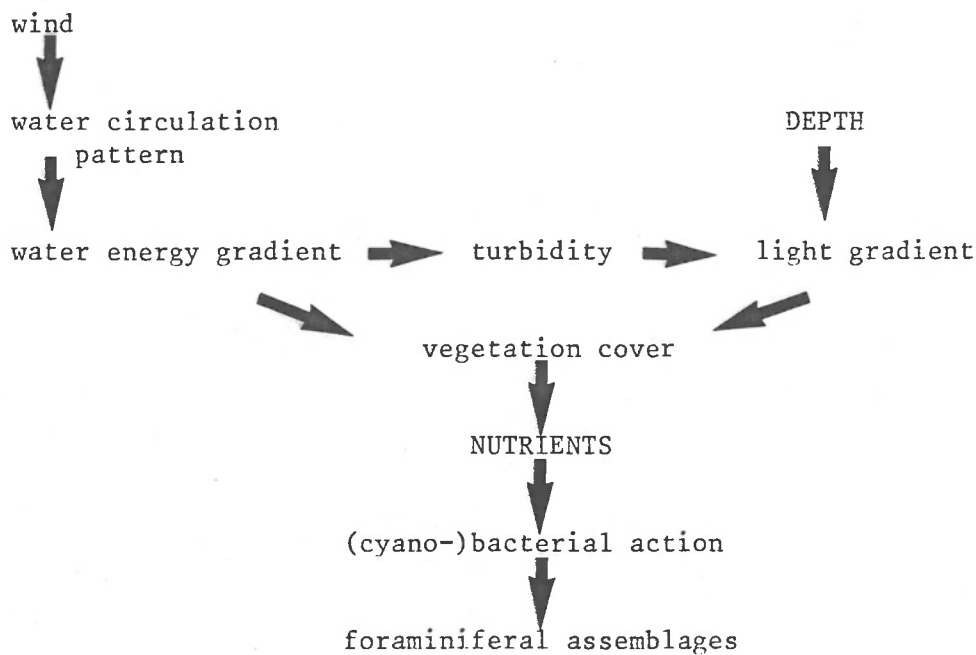 wind
water circulation
pattern
DEPTH
water energy gradient
turbidity
light gradient
vegetation cover
NUTRIENTS
(cyano-)bacterial action
foraminiferal assemblages